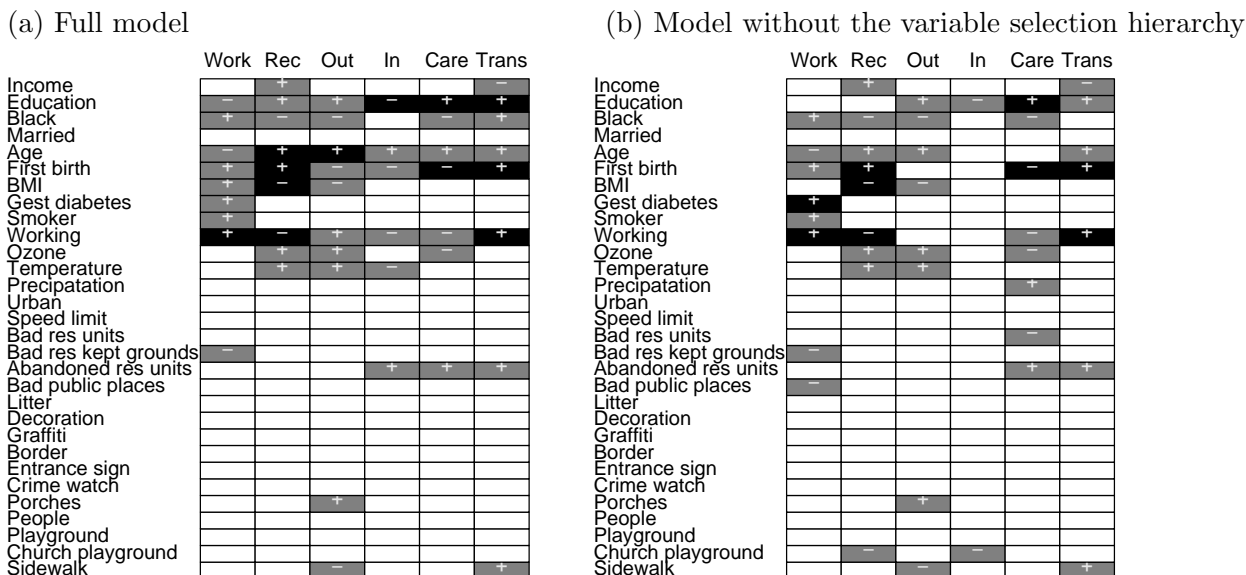 (a) Full model
Work Rec Out In Care Trans
Income + −
Education − + + − + +
Black + − − − +
Married
Age − + + + + +
First birth + + − − − +
BMI + − −
Gest diabetes +
Smoker +
Working + − + − − +
Ozone + + −
Temperature + + −
Precipatation
Urban
Speed limit
Bad res units
Bad res kept grounds −
Abandoned res units + + +
Bad public places
Litter
Decoration
Graffiti
Border
Entrance sign
Crime watch
Porches +
People
Playground
Church playground
Sidewalk − +
(b) Model without the variable selection hierarchy
Work Rec Out In Care Trans
Income + −
Education + − + +
Black + − − −
Married
Age − + + +
First birth + + − +
BMI − −
Gest diabetes +
Smoker +
Working + − − +
Ozone + + −
Temperature + +
Precipatation +
Urban
Speed limit
Bad res units −
Bad res kept grounds −
Abandoned res units + +
Bad public places −
Litter
Decoration
Graffiti
Border
Entrance sign
Crime watch
Porches +
People
Playground
Church playground − −
Sidewalk − +